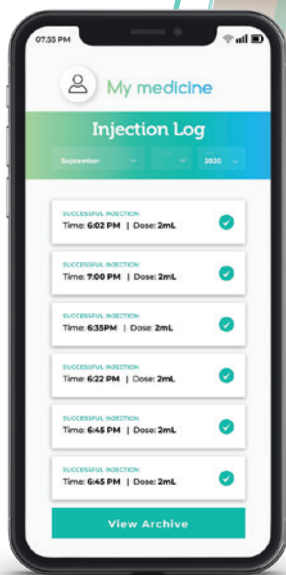 07:55 PM
My medicine
Injection Log
September
2020
SUCCESSFUL INJECTION
Time: 6:02 PM | Dose: 2mL
SUCCESSFUL INJECTION
Time: 7:00 PM | Dose: 2mL
SUCCESSFUL INJECTION
Time: 6:35PM | Dose: 2mL
SUCCESSFUL INJECTION
Time: 6:22 PM | Dose: 2mL
SUCCESSFUL INJECTION
Time: 6:45 PM | Dose: 2mL
SUCCESSFUL INJECTION
Time: 6:45 PM | Dose: 2mL
View Archive